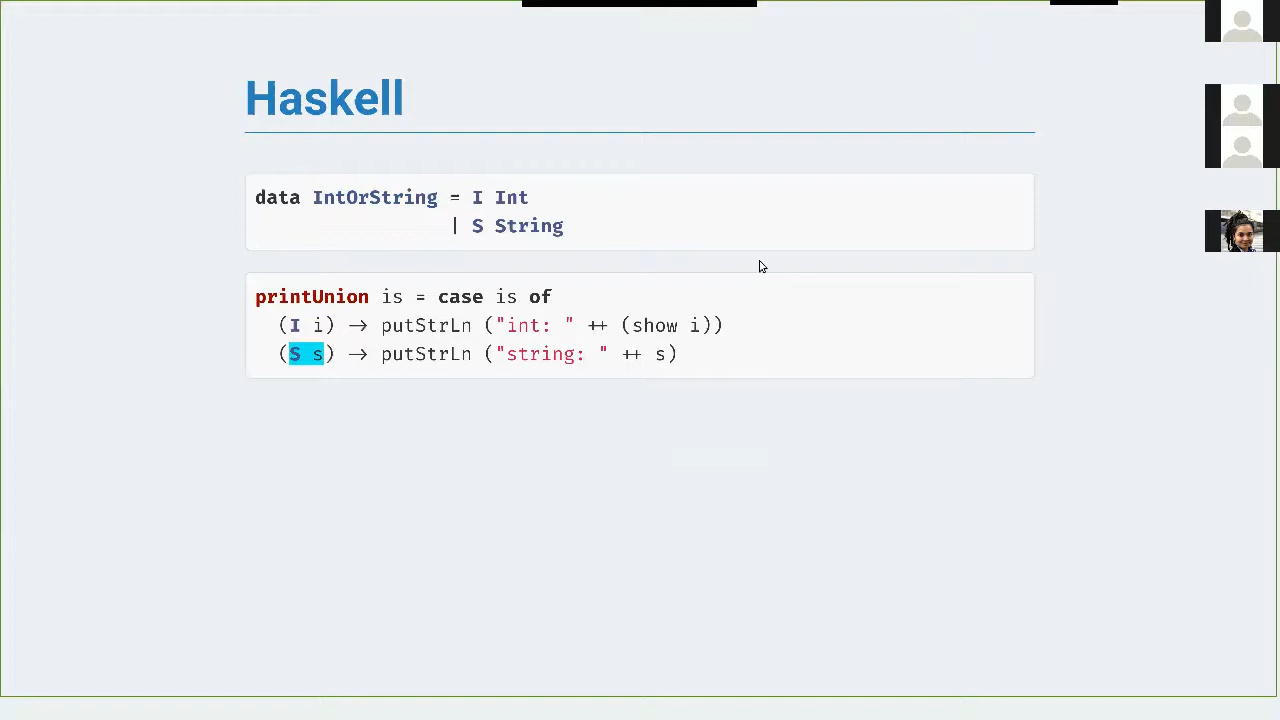 Haskell
data IntOrString = I Int
| S String
printUnion is = case is of
(I i) -> putStrLn ("int: " ++ (show i))
(S s) -> putStrLn ("string: " ++ s)